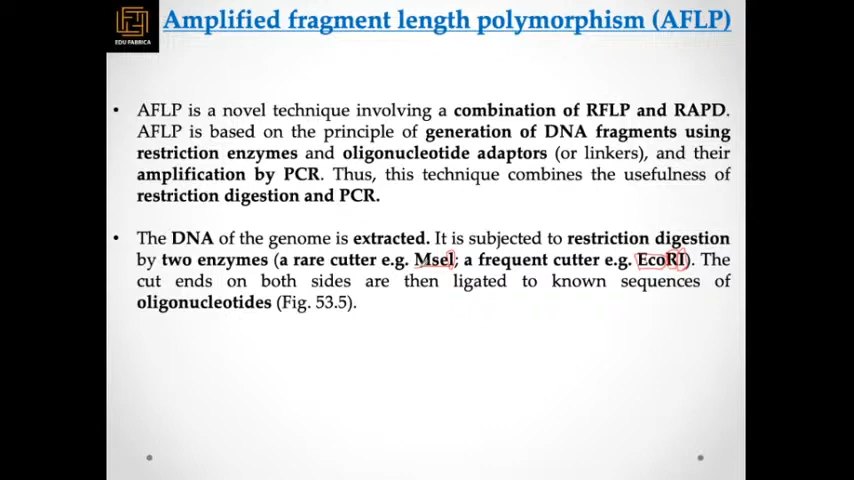 Amplified fragment length polymorphism (AFLP)
EDU FABRICA
• AFLP is a novel technique involving a combination of RFLP and RAPD.
AFLP is based on the principle of generation of DNA fragments using
restriction enzymes and oligonucleotide adaptors (or linkers), and their
amplification by PCR. Thus, this technique combines the usefulness of
restriction digestion and PCR.
• The DNA of the genome is extracted. It is subjected to restriction digestion
by two enzymes (a rare cutter e.g. MseI; a frequent cutter e.g. EcoRI). The
cut ends on both sides are then ligated to known sequences of
oligonucleotides (Fig. 53.5).